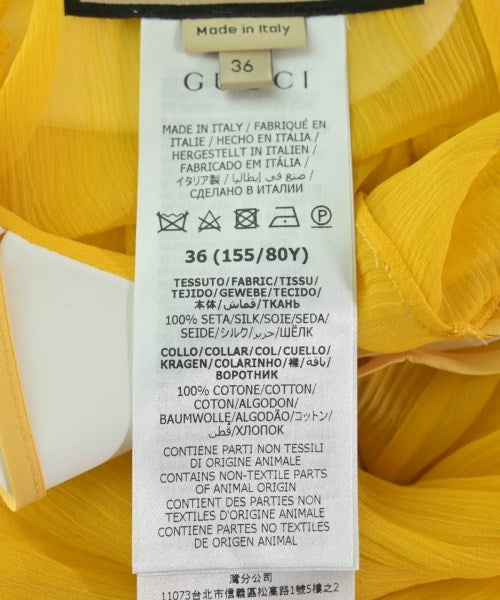 Made in Italy
36
GUCCI
MADE IN ITALY / FABRIQUÉ EN
ITALIE / HECHO EN ITALIA /
HERGESTELLT IN ITALIEN /
FABRICADO EM ITÁLIA /
イタリア製 / صنع في إيطاليا /
СДЕЛАНО В ИТАЛИИ
P
36 (155/80Y)
TESSUTO/FABRIC/TISSU/
TEJIDO/GEWEBE/TECIDO/
本体/قماش/ТКАНЬ
100% SETA/SILK/SOIE/SEDA/
SEIDE/シルク/حرير/ШЁЛК
COLLO/COLLAR/COL/CUELLO/
KRAGEN/COLARINHO/襟/ياقة/
ВОРОТНИК
100% COTONE/COTTON/
COTON/ALGODON/
BAUMWOLLE/ALGODÃO/コットン/
قطن/ХЛОПОК
CONTIENE PARTI NON TESSILI
DI ORIGINE ANIMALE
CONTAINS NON-TEXTILE PARTS
OF ANIMAL ORIGIN
CONTIENT DES PARTIES NON
TEXTILES D'ORIGINE ANIMALE
CONTIENE PARTES NO TEXTILES
DE ORIGEN ANIMAL
灣分公司
11073台北市信義區松高路1號5樓之2